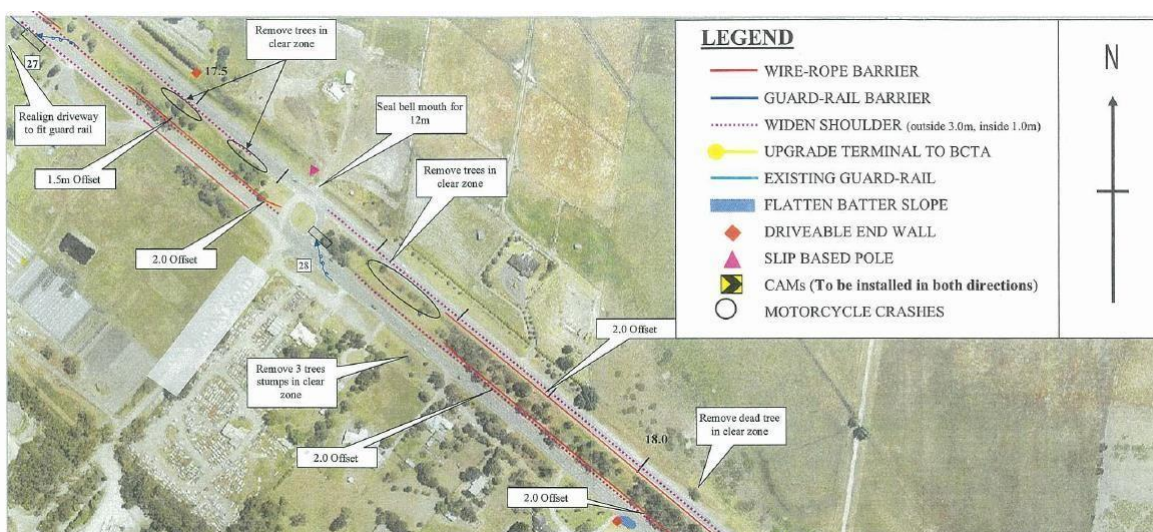 Remove trees in
clear zone
17.5
27
Realign driveway
to fit guard rail
Seal bell mouth for
12m
1.5m Offset
Remove trees in
clear zone
2.0 Offset
28
2.0 Offset
Remove 3 trees
stumps in clear
zone
Remove dead tree
in clear zone
18.0
2.0 Offset
2.0 Offset
LEGEND
WIRE-ROPE BARRIER
GUARD-RAIL BARRIER
WIDEN SHOULDER (outside 3.0m, inside 1.0m)
UPGRADE TERMINAL TO BCTA
EXISTING GUARD-RAIL
FLATTEN BATTER SLOPE
DRIVEABLE END WALL
SLIP BASED POLE
CAMs (To be installed in both directions)
MOTORCYCLE CRASHES
N